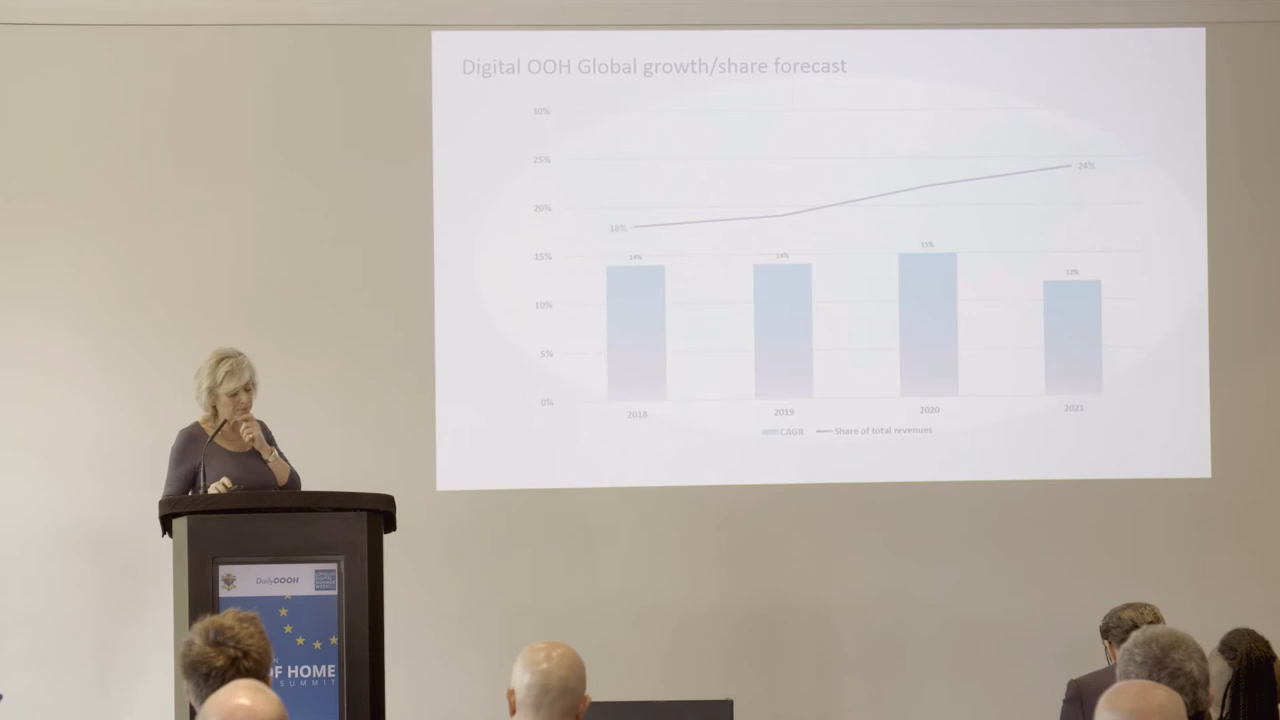 Digital OOH Global growth/share forecast
30%
25%
20%
15%
10%
5%
0%
18%
24%
14%
14%
15%
12%
2018
2019
2020
2021
CAGR
Share of total revenues
DailyDOOH
OF HOME
SUMMIT